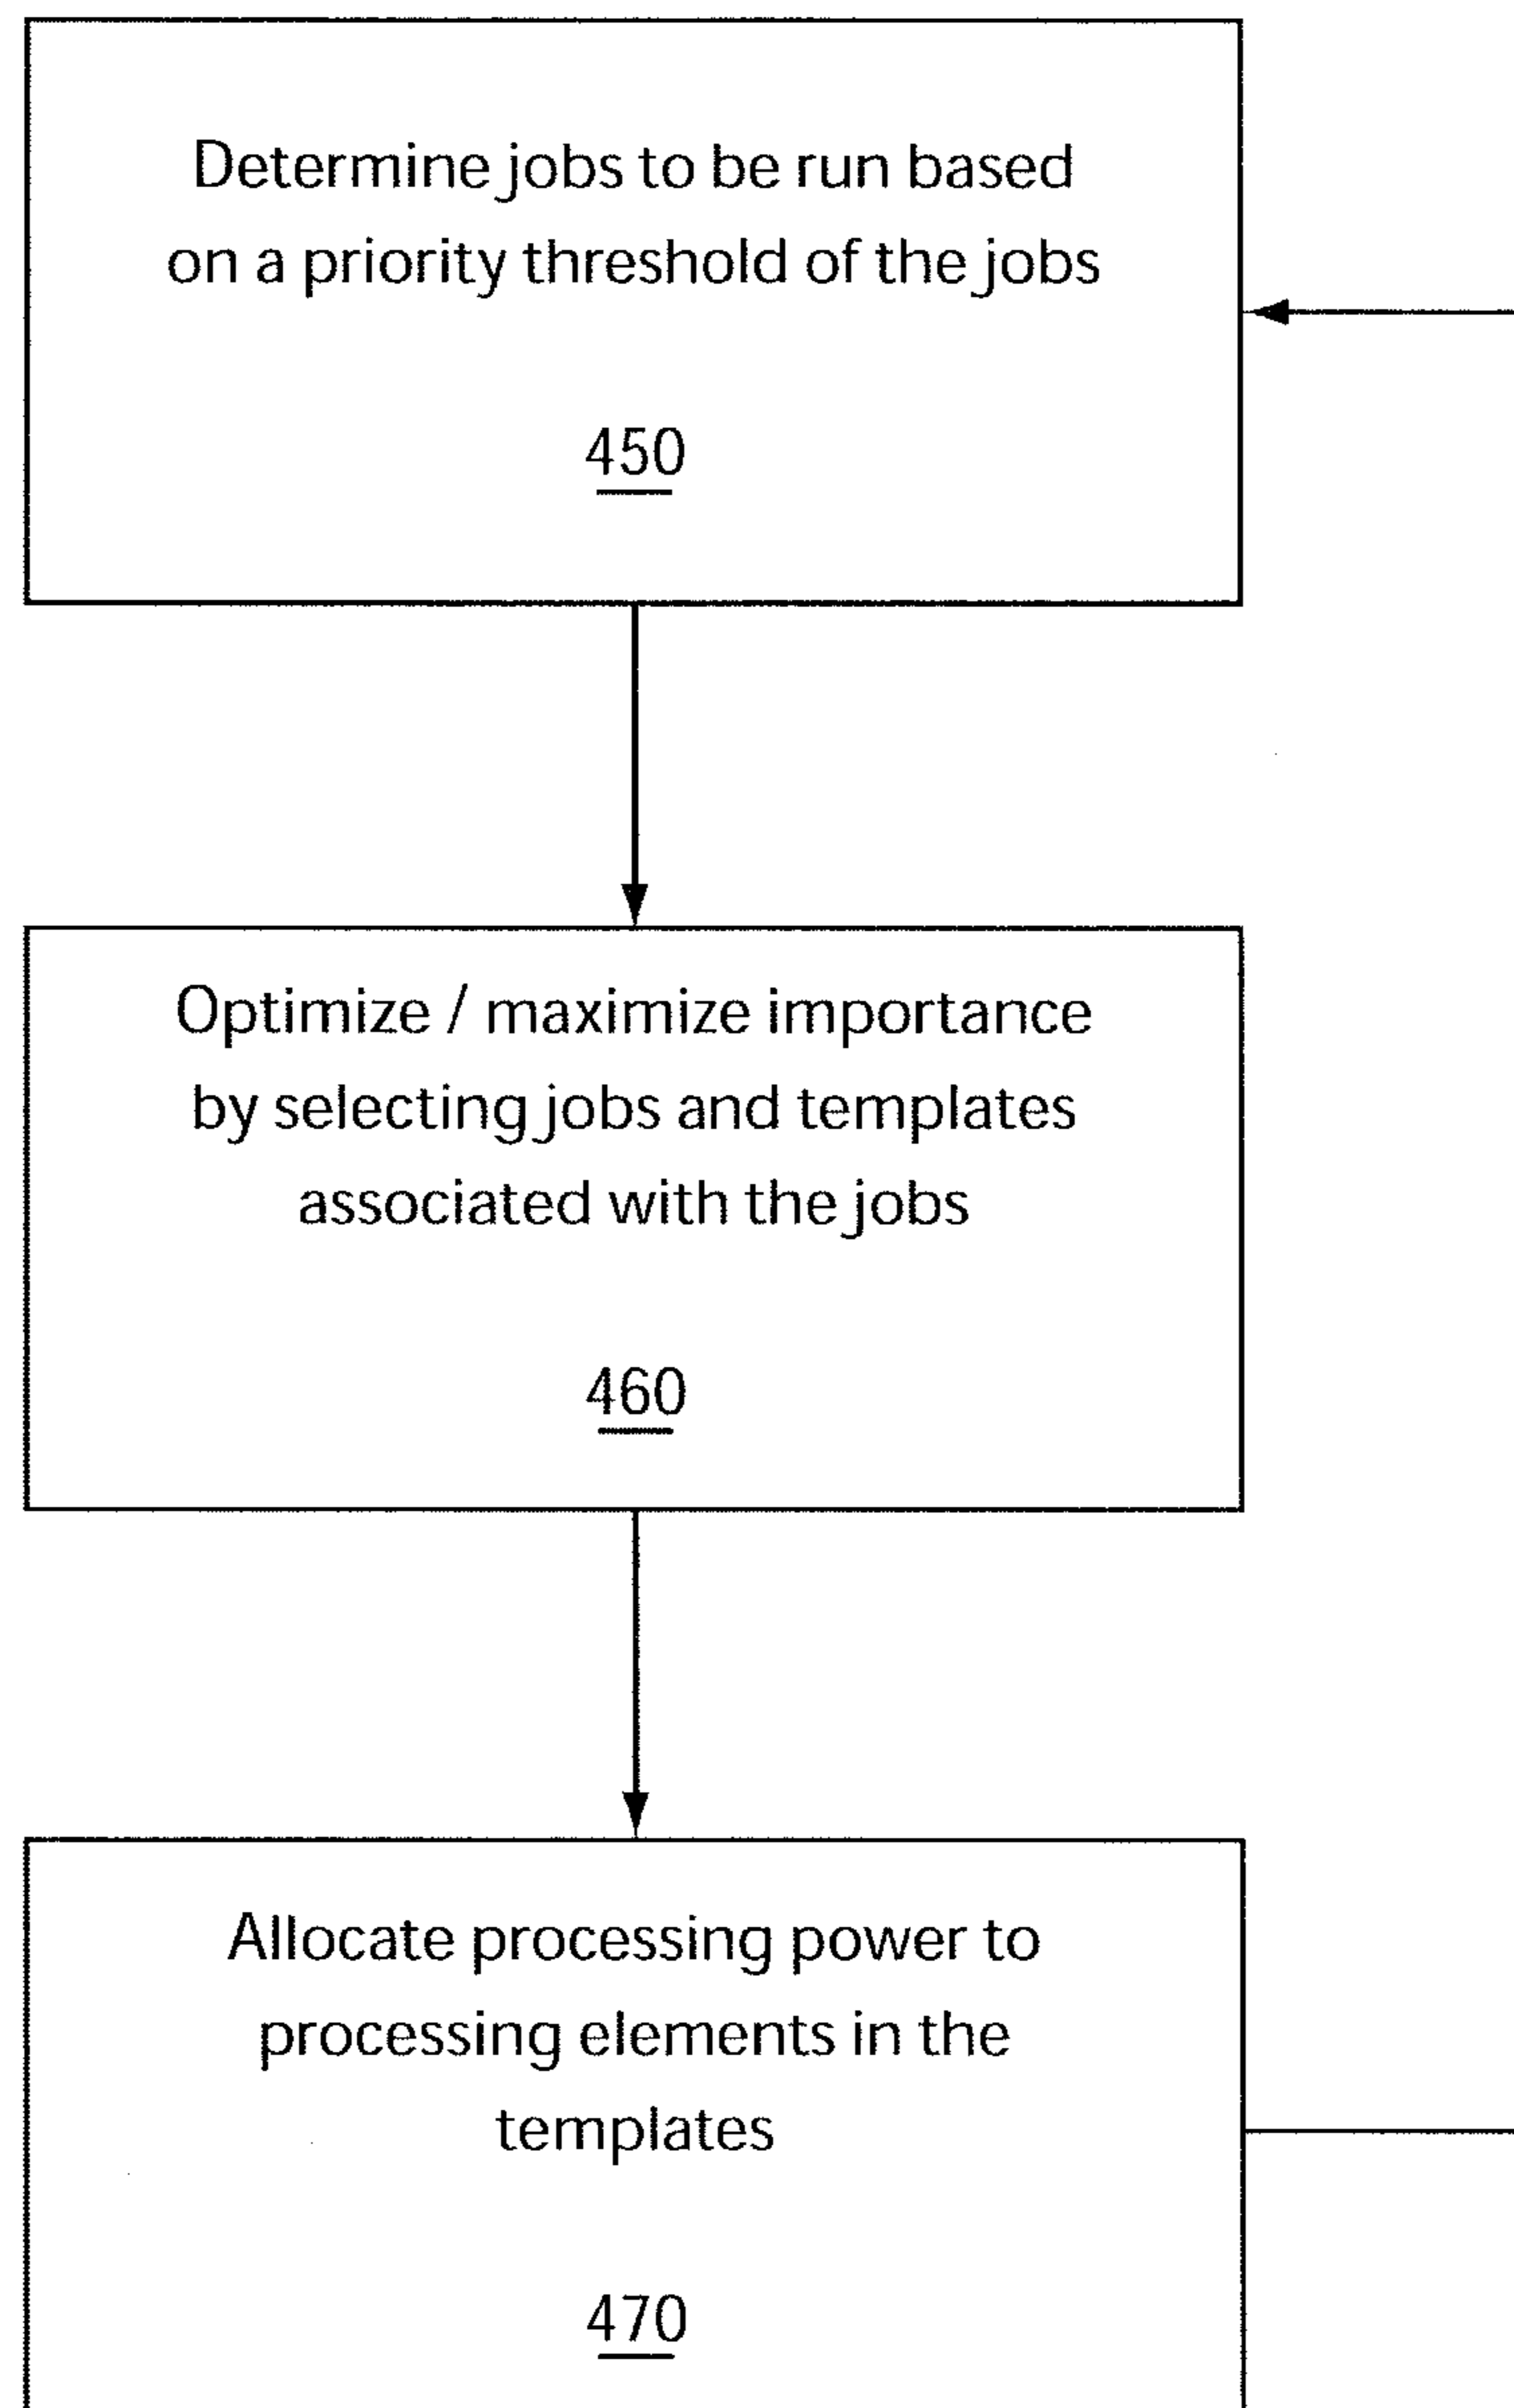 Determine jobs to be run based
on a priority threshold of the jobs
450
Optimize / maximize importance
by selecting jobs and templates
associated with the jobs
460
Allocate processing power to
processing elements in the
templates
470